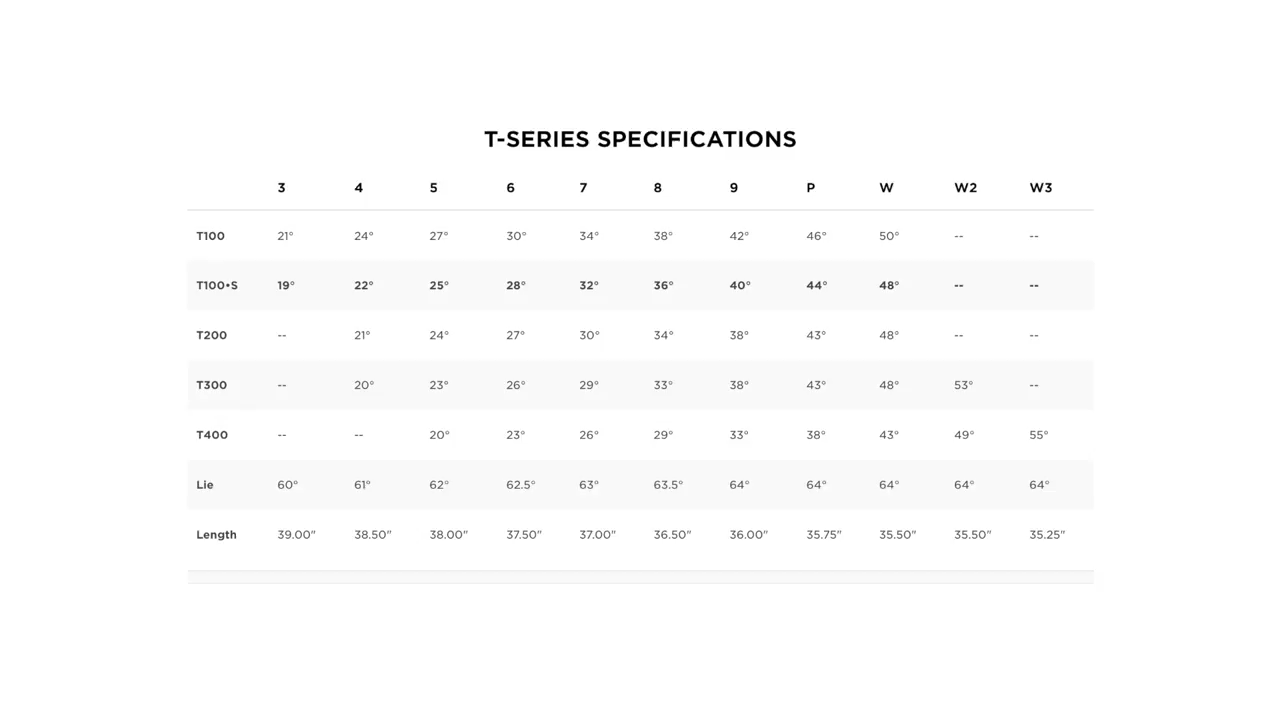 T-SERIES SPECIFICATIONS
3 4 5 6 7 8 9 P W W2 W3
T100 21° 24° 27° 30° 34° 38° 42° 46° 50° -- --
T100•S 19° 22° 25° 28° 32° 36° 40° 44° 48° -- --
T200 -- 21° 24° 27° 30° 34° 38° 43° 48° -- --
T300 -- 20° 23° 26° 29° 33° 38° 43° 48° 53° --
T400 -- -- 20° 23° 26° 29° 33° 38° 43° 49° 55°
Lie 60° 61° 62° 62.5° 63° 63.5° 64° 64° 64° 64° 64°
Length 39.00" 38.50" 38.00" 37.50" 37.00" 36.50" 36.00" 35.75" 35.50" 35.50" 35.25"